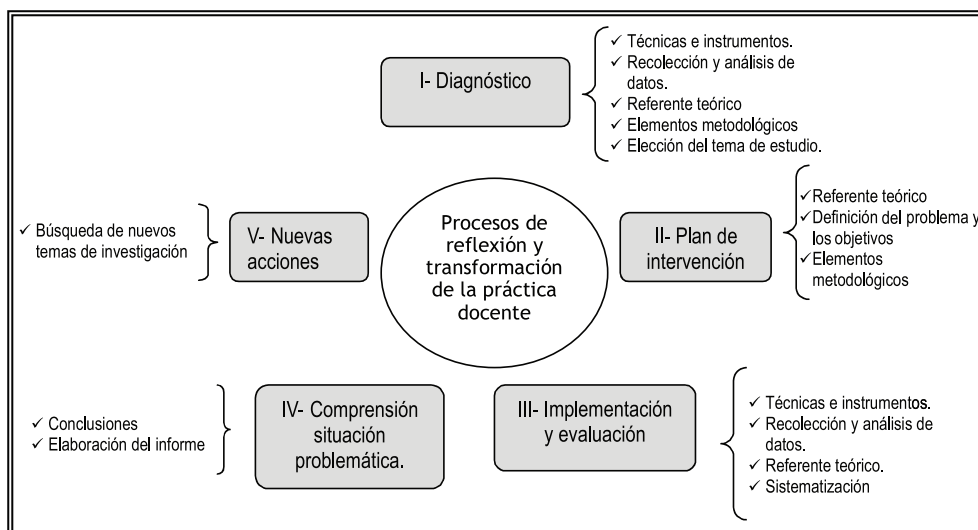 I- Diagnóstico
✓ Técnicas e instrumentos.
✓ Recolección y análisis de
datos.
✓ Referente teórico
✓ Elementos metodológicos
✓ Elección del tema de estudio.
Procesos de
reflexión y
transformación
de la práctica
docente
II- Plan de
intervención
✓ Referente teórico
✓ Definición del problema y
los objetivos
✓ Elementos
metodológicos
III- Implementación
y evaluación
✓ Técnicas e instrumentos.
✓ Recolección y análisis de
datos.
✓ Referente teórico.
✓ Sistematización
IV- Comprensión
situación
problemática.
✓ Conclusiones
✓ Elaboración del informe
V- Nuevas
acciones
✓ Búsqueda de nuevos
temas de investigación